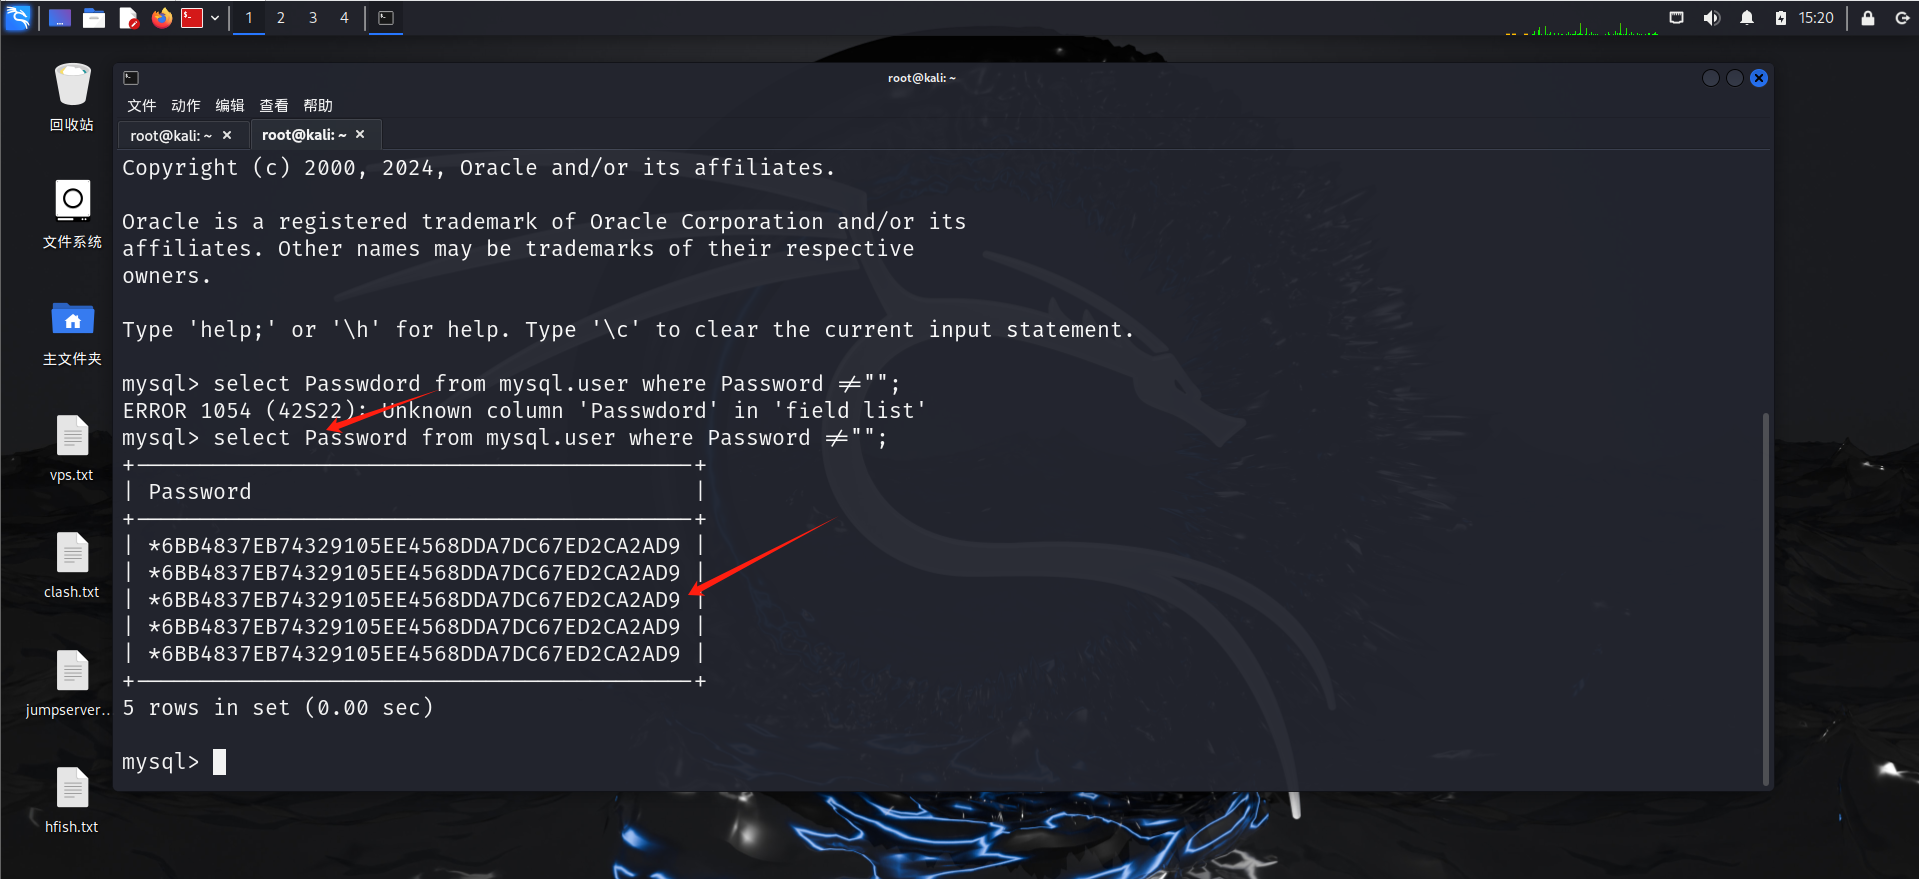 1 2 3 4
15:20
root@kali: ~
文件 动作 编辑 查看 帮助
root@kali: ~ × root@kali: ~ ×
回收站
文件系统
主文件夹
vps.txt
clash.txt
jumpserver...
hfish.txt
Copyright (c) 2000, 2024, Oracle and/or its affiliates.
Oracle is a registered trademark of Oracle Corporation and/or its
affiliates. Other names may be trademarks of their respective
owners.
Type 'help;' or '\h' for help. Type '\c' to clear the current input statement.
mysql> select Passwdord from mysql.user where Password !="";
ERROR 1054 (42S22): Unknown column 'Passwdord' in 'field list'
mysql> select Password from mysql.user where Password !="";
+-------------------------------------------+
| Password |
+-------------------------------------------+
| *6BB4837EB74329105EE4568DDA7DC67ED2CA2AD9 |
| *6BB4837EB74329105EE4568DDA7DC67ED2CA2AD9 |
| *6BB4837EB74329105EE4568DDA7DC67ED2CA2AD9 |
| *6BB4837EB74329105EE4568DDA7DC67ED2CA2AD9 |
| *6BB4837EB74329105EE4568DDA7DC67ED2CA2AD9 |
+-------------------------------------------+
5 rows in set (0.00 sec)
mysql>